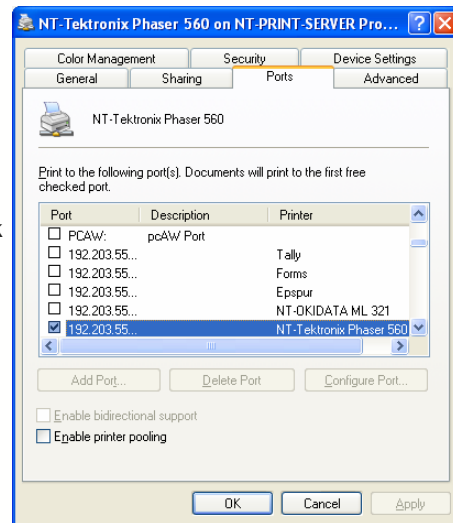 NT-Tektronix Phaser 560 on NT-PRINT-SERVER Pro...
Color Management Security Device Settings
General Sharing Ports Advanced
NT-Tektronix Phaser 560
Print to the following port(s). Documents will print to the first free
checked port.
Port Description Printer
PCAW: pcAW Port
192.203.55... Tally
192.203.55... Forms
192.203.55... Epspur
192.203.55... NT-OKIDATA ML 321
192.203.55... NT-Tektronix Phaser 560
Add Port... Delete Port Configure Port...
Enable bidirectional support
Enable printer pooling
OK Cancel Apply